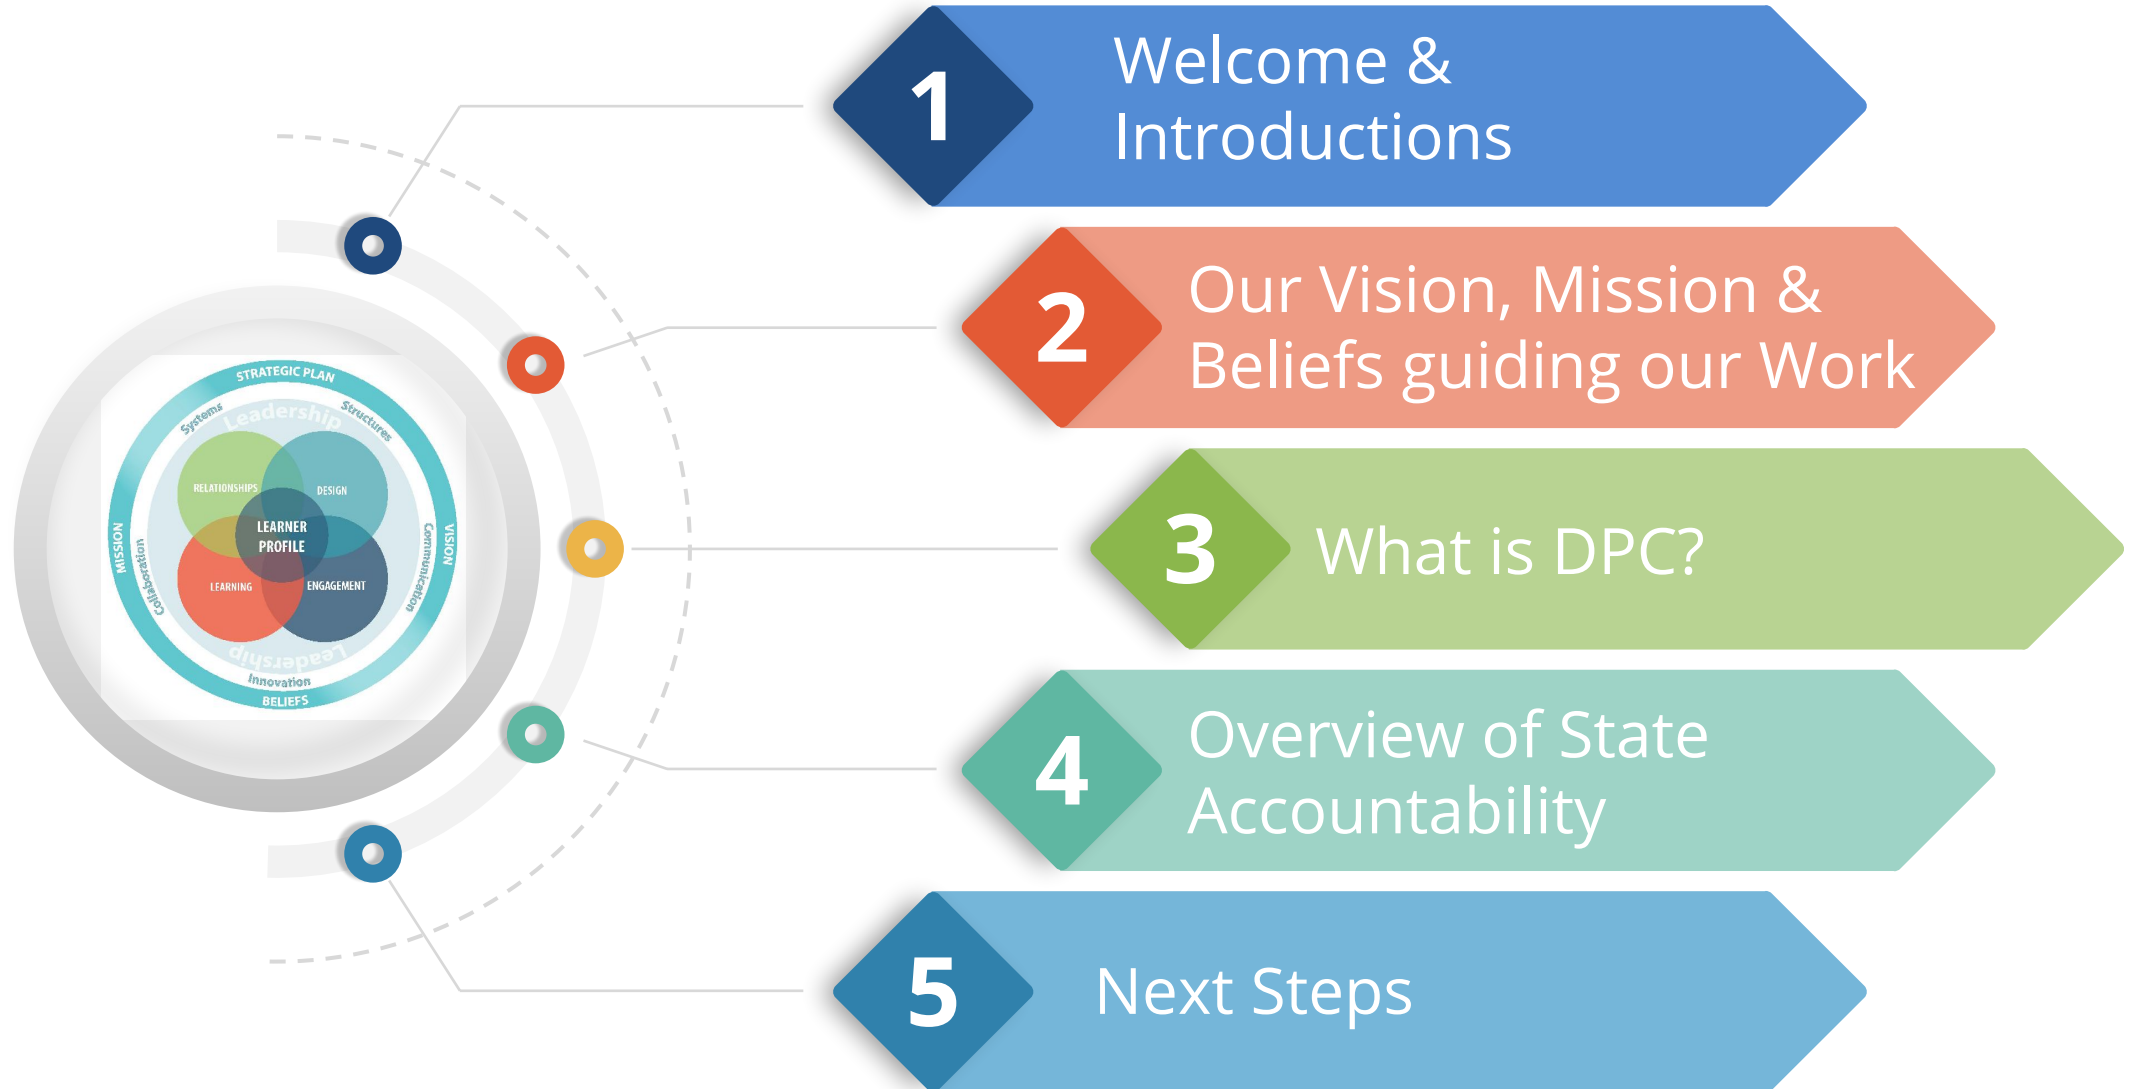 1
Welcome &
Introductions
2
Our Vision, Mission &
Beliefs guiding our Work
3
What is DPC?
4
Overview of State
Accountability
5
Next Steps
STRATEGIC PLAN
Systems
Structures
Leadership
RELATIONSHIPS
DESIGN
LEARNER
PROFILE
MISSION
VISION
Collaboration
Communication
LEARNING
ENGAGEMENT
Leadership
Innovation
BELIEFS